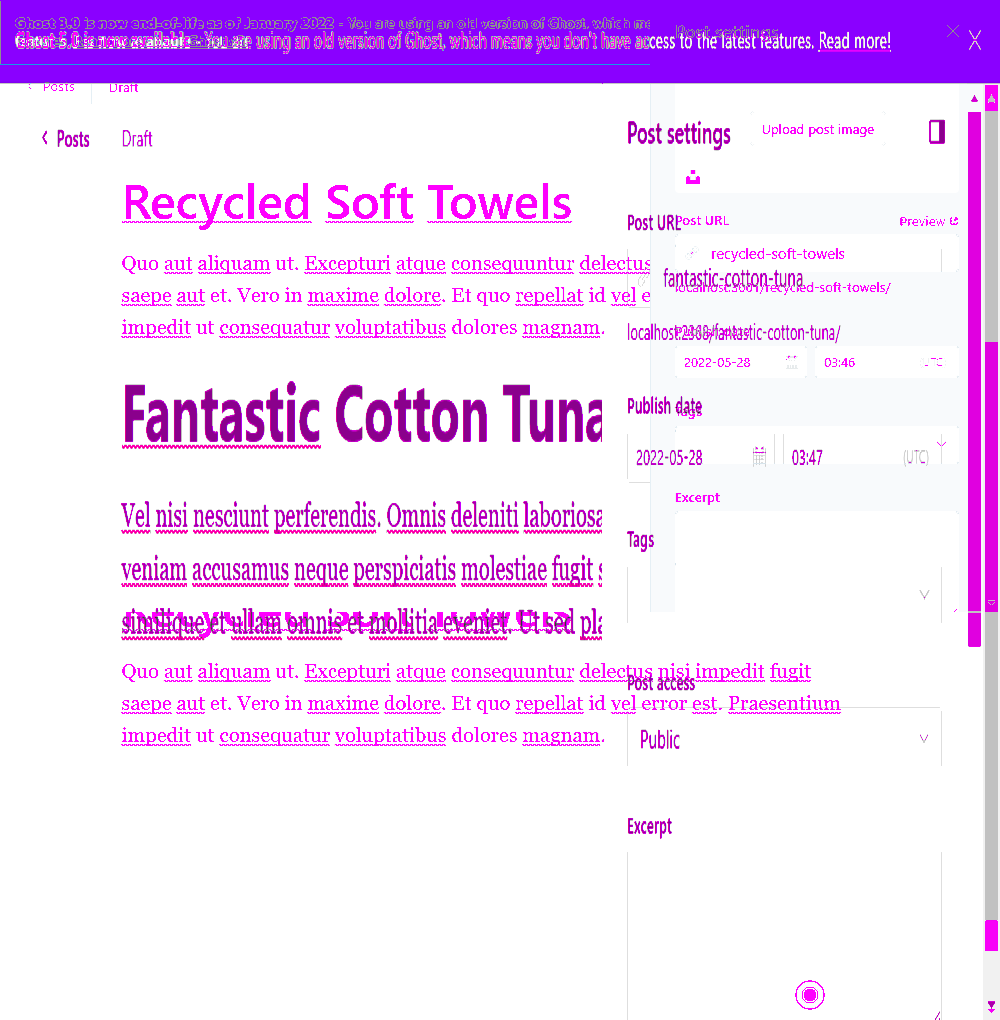 Ghost 3.0 is now end-of-life as of January 2022 - You are using an old version of Ghost, which me
Ghost 5.0 is now available - You are using an old version of Ghost, which means you don't have access to the latest features. Read more!
Post settings
Posts
Draft
Posts
Draft
Post settings
Upload post image
Recycled Soft Towels
Post URL
Post URL
Preview
Quo aut aliquam ut. Excepturi atque consequuntur delectus
recycled-soft-towels
fantastic-cotton-tuna
saepe aut et. Vero in maxime dolore. Et quo repellat id vel e
localhost:3001/recycled-soft-towels/
impedit ut consequatur voluptatibus dolores magnam.
localhost:2368/fantastic-cotton-tuna/
2022-05-28
03:46
UTC
Fantastic Cotton Tuna
Publish date
Tags
2022-05-28
03:47
(UTC)
Excerpt
Vel nisi nesciunt perferendis. Omnis deleniti laboriosa
Tags
veniam accusamus neque perspiciatis molestiae fugit s
similique et ullam omnis et mollitia eveniet. Ut sed pla
Quo aut aliquam ut. Excepturi atque consequuntur delectus nisi impedit fugit
Post access
saepe aut et. Vero in maxime dolore. Et quo repellat id vel error est. Praesentium
impedit ut consequatur voluptatibus dolores magnam.
Public
Excerpt